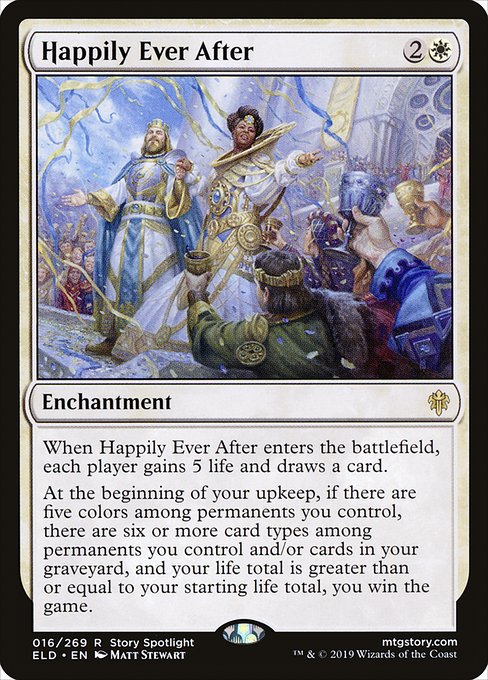 Happily Ever After 2
Enchantment
When Happily Ever After enters the battlefield,
each player gains 5 life and draws a card.
At the beginning of your upkeep, if there are
five colors among permanents you control,
there are six or more card types among
permanents you control and/or cards in your
graveyard, and your life total is greater than
or equal to your starting life total, you win the
game.
016/269 R Story Spotlight mtgstory.com
ELD • EN Matt Stewart ™ & © 2019 Wizards of the Coast